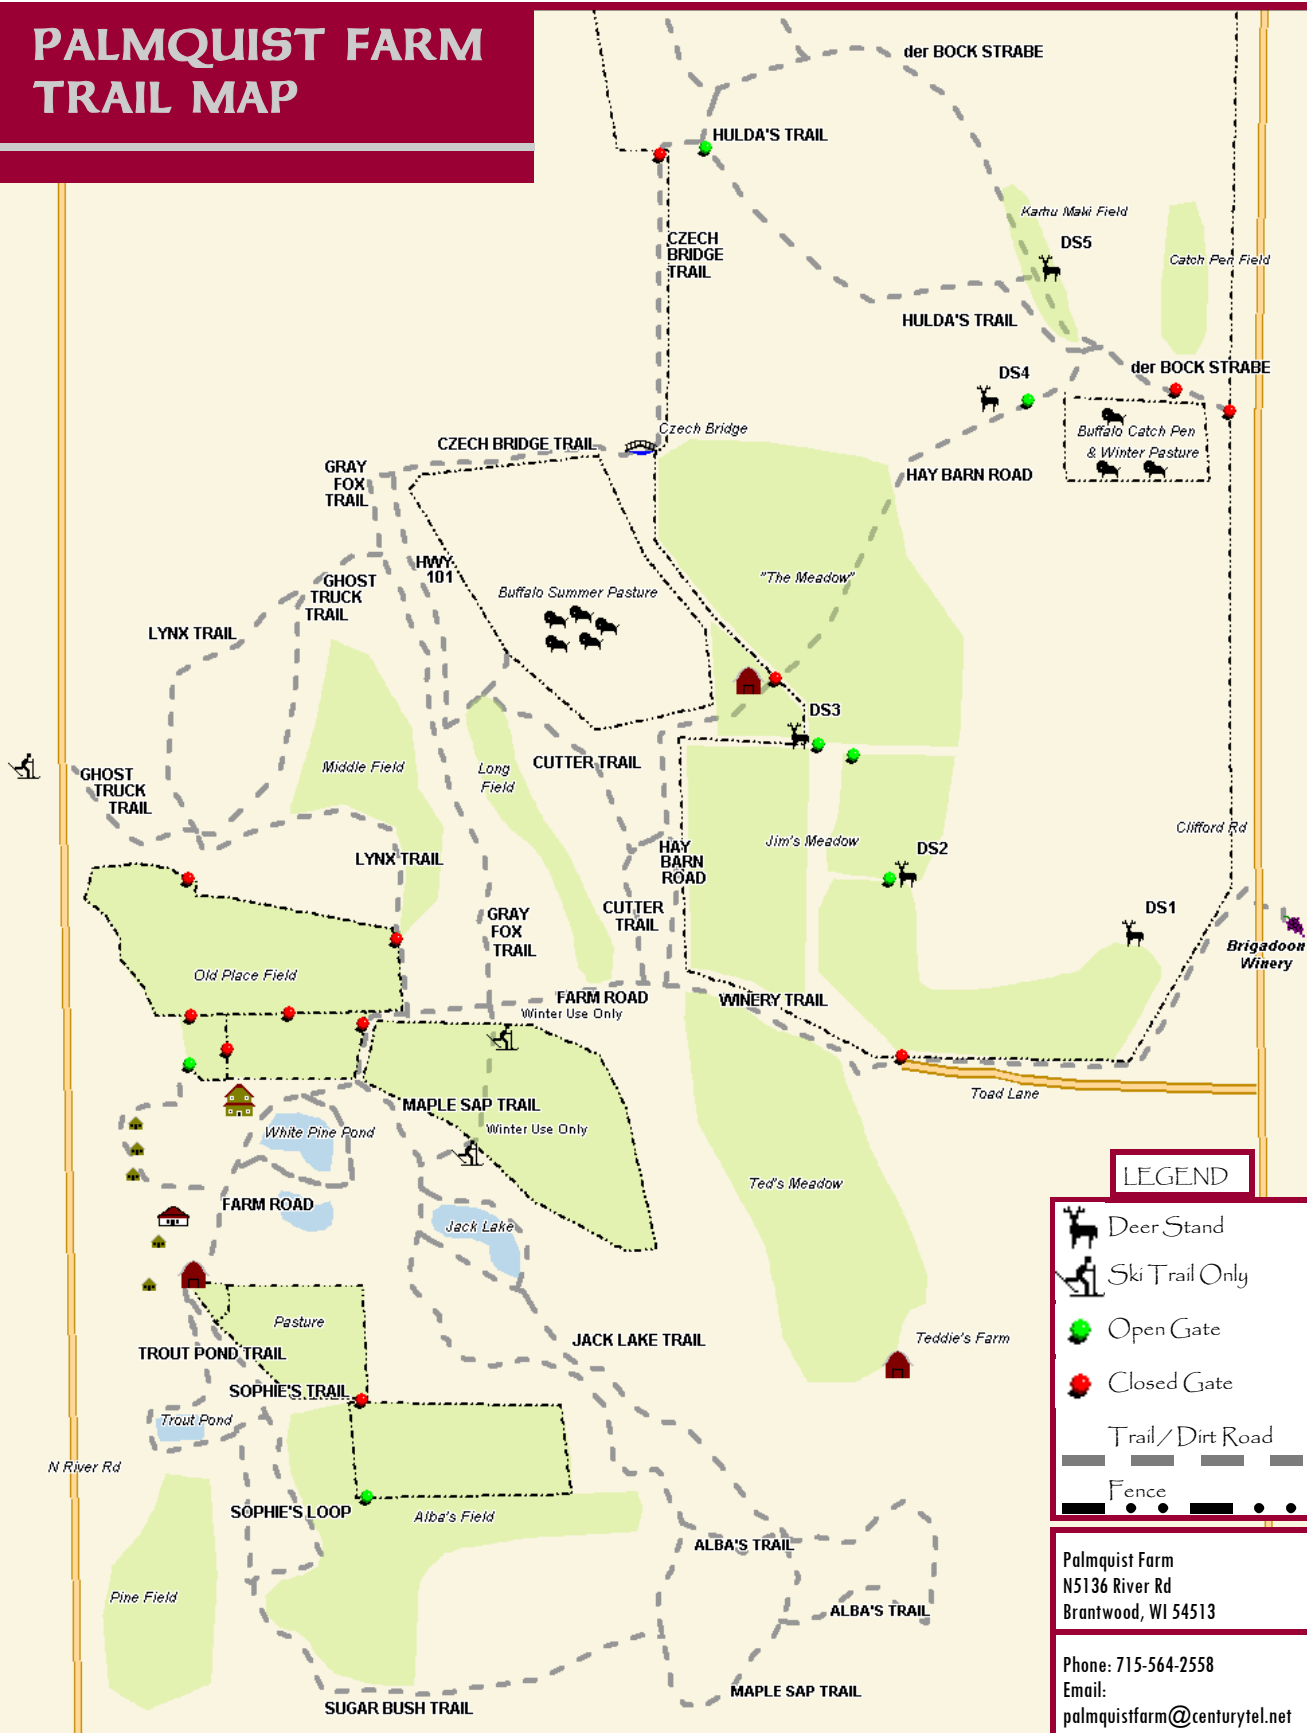 PALMQUIST FARM
TRAIL MAP
der BOCK STRABE
HULDA'S TRAIL
Karhu Maki Field
DS5
CZECH
BRIDGE
TRAIL
Catch Pen Field
HULDA'S TRAIL
DS4
der BOCK STRABE
Czech Bridge
Buffalo Catch Pen
& Winter Pasture
CZECH BRIDGE TRAIL
GRAY
FOX
TRAIL
HAY BARN ROAD
HWY
101
"The Meadow"
GHOST
TRUCK
TRAIL
Buffalo Summer Pasture
LYNX TRAIL
DS3
Middle Field
Long
Field
CUTTER TRAIL
GHOST
TRUCK
TRAIL
Clifford Rd
Jim's Meadow
LYNX TRAIL
HAY
BARN
ROAD
DS2
GRAY
FOX
TRAIL
CUTTER
TRAIL
DS1
Brigadoon
Winery
Old Place Field
FARM ROAD
Winter Use Only
WINERY TRAIL
Toad Lane
MAPLE SAP TRAIL
Winter Use Only
White Pine Pond
Ted's Meadow
FARM ROAD
Jack Lake
Pasture
JACK LAKE TRAIL
Teddie's Farm
TROUT POND TRAIL
SOPHIE'S TRAIL
Trout Pond
N River Rd
SOPHIE'S LOOP
Alba's Field
ALBA'S TRAIL
Pine Field
ALBA'S TRAIL
MAPLE SAP TRAIL
SUGAR BUSH TRAIL
LEGEND
Deer Stand
Ski Trail Only
Open Gate
Closed Gate
Trail / Dirt Road
Fence
Palmquist Farm
N5136 River Rd
Brantwood, WI 54513
Phone: 715-564-2558
Email:
palmquistfarm@centurytel.net